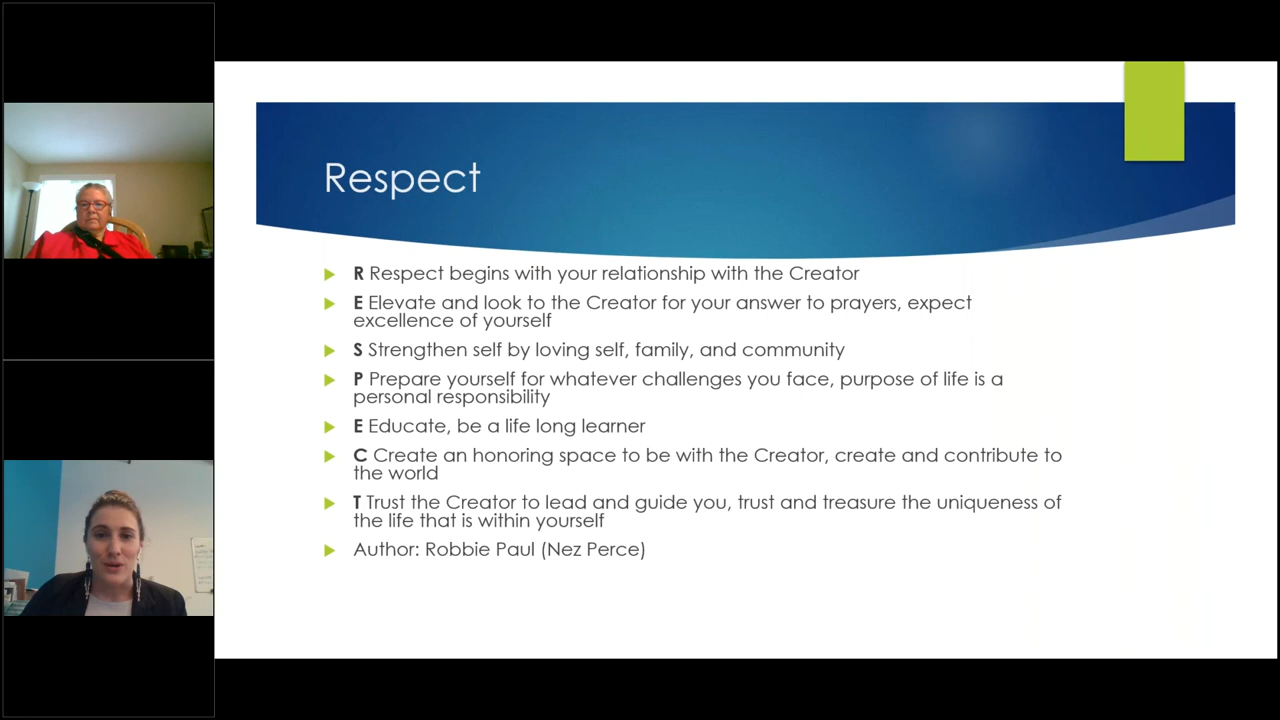 Respect
R Respect begins with your relationship with the Creator
E Elevate and look to the Creator for your answer to prayers, expect
excellence of yourself
S Strengthen self by loving self, family, and community
P Prepare yourself for whatever challenges you face, purpose of life is a
personal responsibility
E Educate, be a life long learner
C Create an honoring space to be with the Creator, create and contribute to
the world
T Trust the Creator to lead and guide you, trust and treasure the uniqueness of
the life that is within yourself
Author: Robbie Paul (Nez Perce)